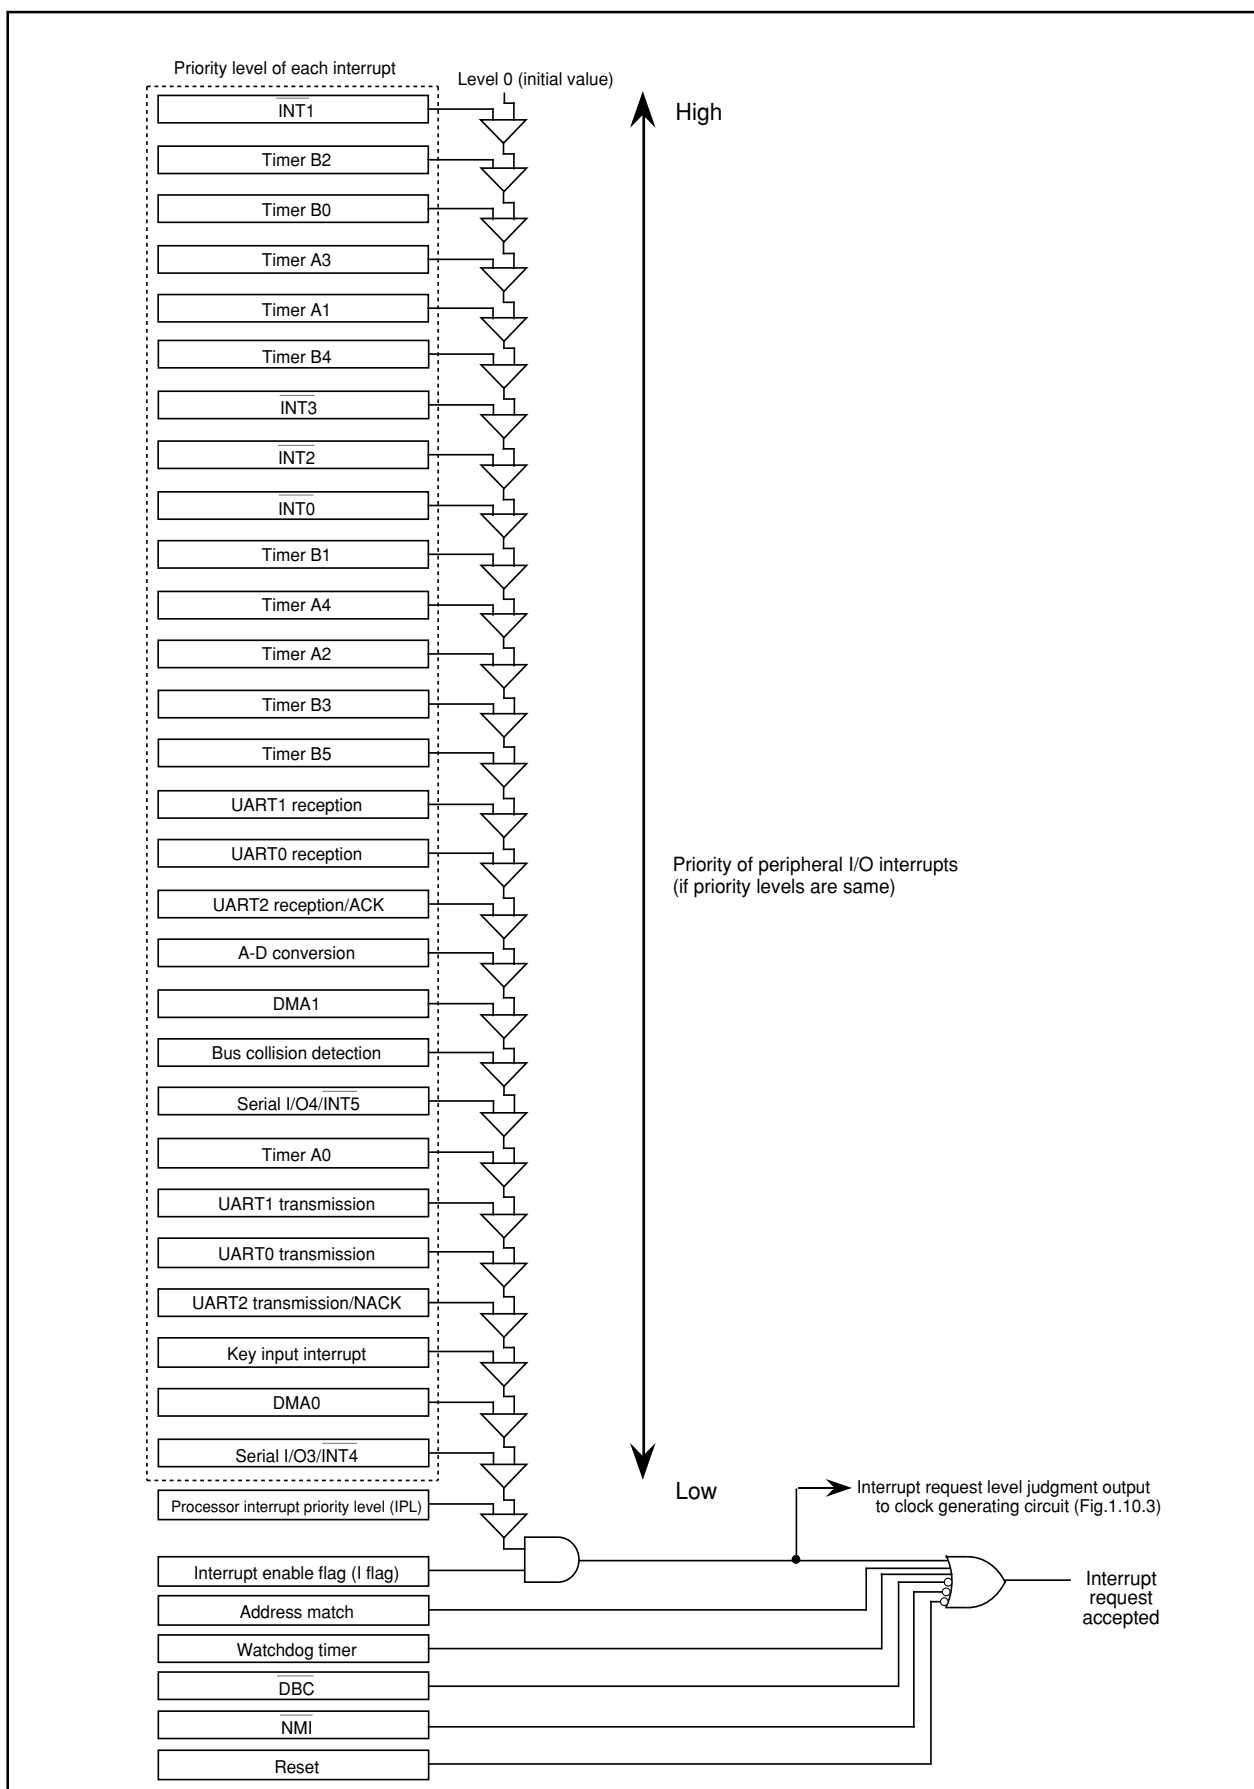 Priority level of each interrupt
Level 0 (initial value)
INT1
High
Timer B2
Timer B0
Timer A3
Timer A1
Timer B4
INT3
INT2
INT0
Timer B1
Timer A4
Timer A2
Timer B3
Timer B5
UART1 reception
UART0 reception
Priority of peripheral I/O interrupts
(if priority levels are same)
UART2 reception/ACK
A-D conversion
DMA1
Bus collision detection
Serial I/O4/INT5
Timer A0
UART1 transmission
UART0 transmission
UART2 transmission/NACK
Key input interrupt
DMA0
Serial I/O3/INT4
Low
Interrupt request level judgment output
to clock generating circuit (Fig.1.10.3)
Processor interrupt priority level (IPL)
Interrupt enable flag (I flag)
Interrupt
request
accepted
Address match
Watchdog timer
DBC
NMI
Reset